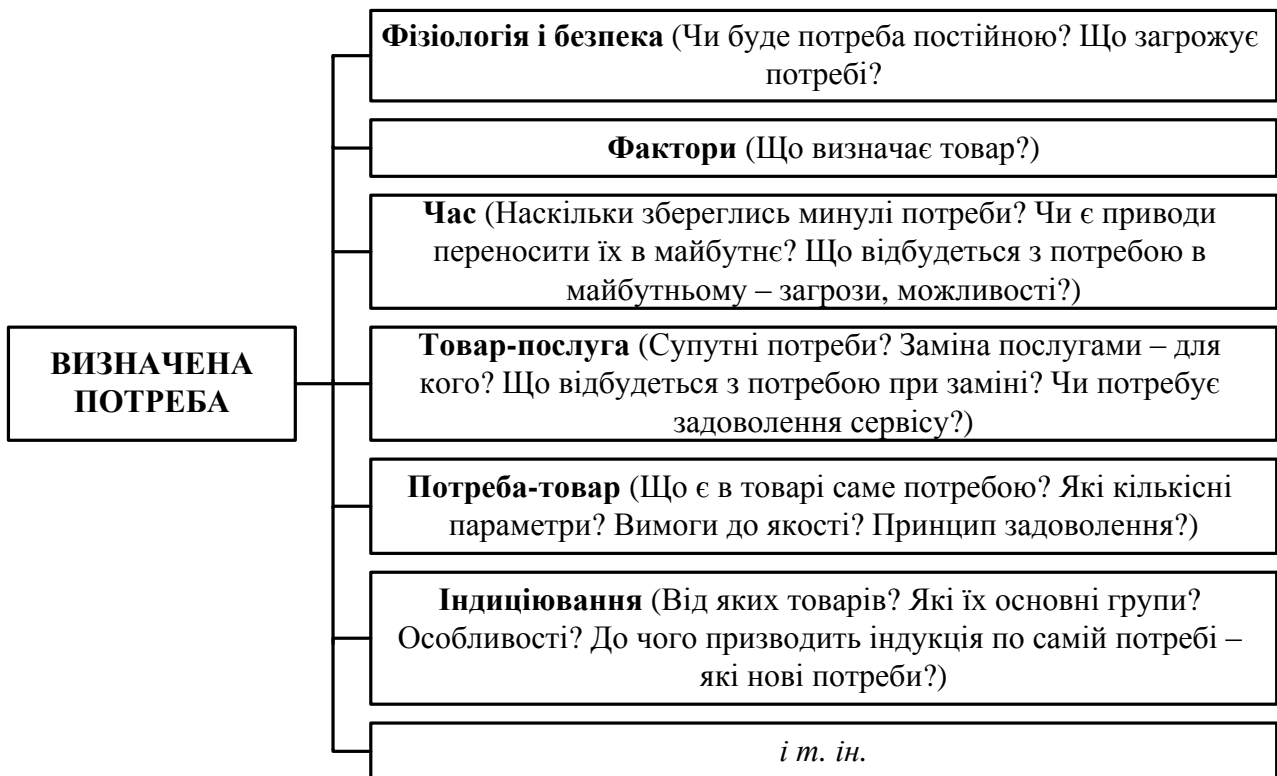 Фізіологія і безпека (Чи буде потреба постійною? Що загрожує
потребі?
Фактори (Що визначає товар?)
Час (Наскільки збереглись минулі потреби? Чи є приводи
переносити їх в майбутнє? Що відбудеться з потребою в
майбутньому – загрози, можливості?)
ВИЗНАЧЕНА
ПОТРЕБА
Товар-послуга (Супутні потреби? Заміна послугами – для
кого? Що відбудеться з потребою при заміні? Чи потребує
задоволення сервісу?)
Потреба-товар (Що є в товарі саме потребою? Які кількісні
параметри? Вимоги до якості? Принцип задоволення?)
Індиціювання (Від яких товарів? Які їх основні групи?
Особливості? До чого призводить індукція по самій потребі –
які нові потреби?)
і т. ін.